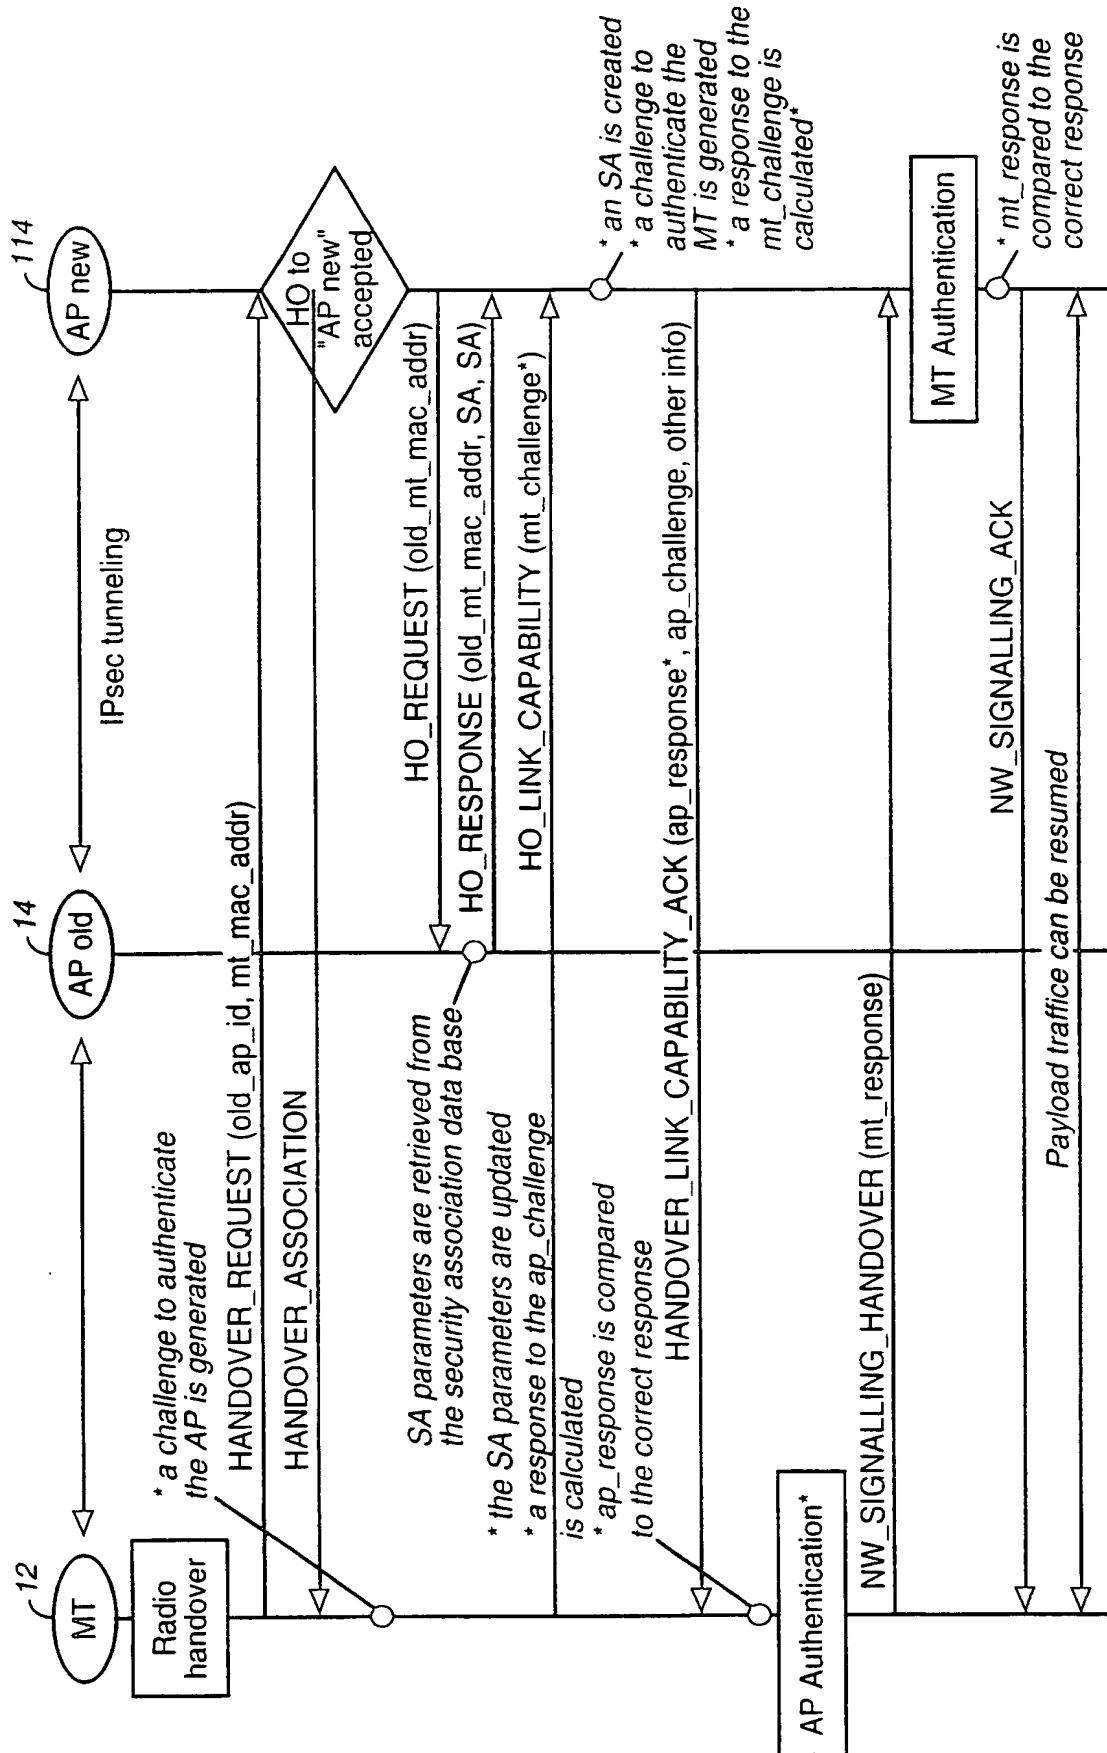 12
MT
14
AP old
114
AP new
IPsec tunneling
Radio
handover
* a challenge to authenticate
the AP is generated
HANDOVER_REQUEST (old_ap_id, mt_mac_addr)
HANDOVER_ASSOCIATION
HO to
"AP new"
accepted
HO_REQUEST (old_mt_mac_addr)
SA parameters are retrieved from
the security association data base
HO_RESPONSE (old_mt_mac_addr, SA, SA)
HO_LINK_CAPABILITY (mt_challenge*)
* an SA is created
* a challenge to
authenticate the
MT is generated
* a response to the
mt_challenge is
calculated*
* the SA parameters are updated
* a response to the ap_challenge
is calculated
* ap_response is compared
to the correct response
HANDOVER_LINK_CAPABILITY_ACK (ap_response*, ap_challenge, other info)
AP Authentication*
NW_SIGNALLING_HANDOVER (mt_response)
MT Authentication
* mt_response is
compared to the
correct response
NW_SIGNALLING_ACK
Payload traffice can be resumed